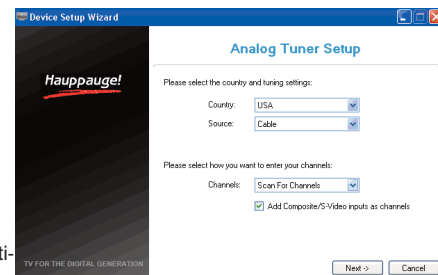 Device Setup Wizard
Analog Tuner Setup
Hauppauge!
Please select the country and tuning settings:
Country: USA
Source: Cable
Please select how you want to enter your channels:
Channels: Scan For Channels
Add Composite/S-Video inputs as channels
ti-
TV FOR THE DIGITAL GENERATION
Next -> Cancel